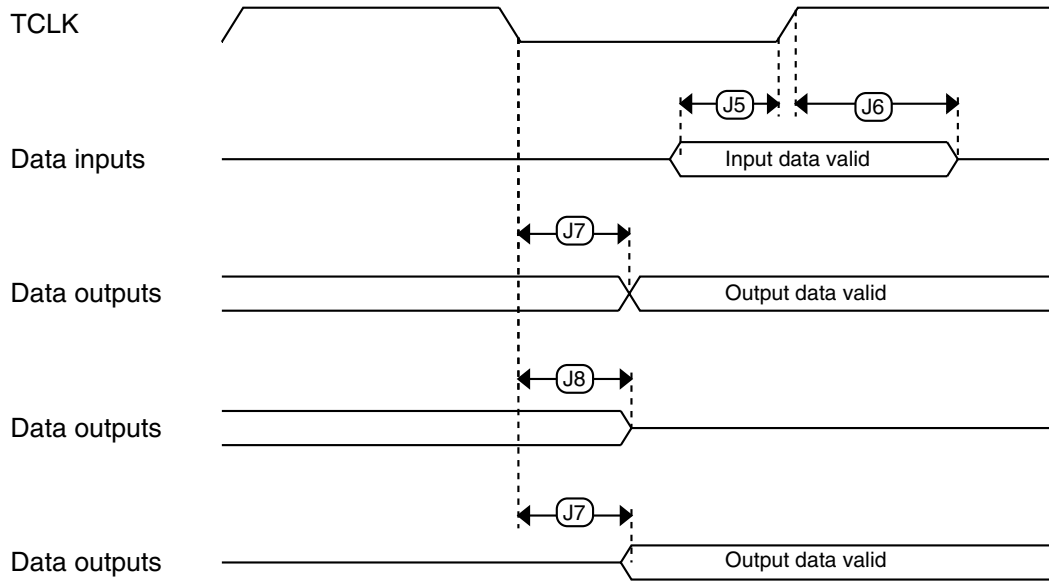 TCLK
J5
J6
Data inputs
Input data valid
J7
Data outputs
Output data valid
J8
Data outputs
J7
Data outputs
Output data valid